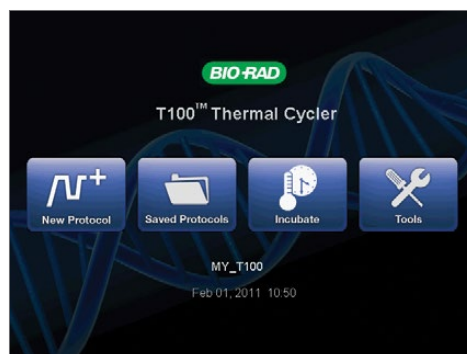 BIO-RAD
T100™ Thermal Cycler
New Protocol
Saved Protocols
Incubate
Tools
MY_T100
Feb 01, 2011 10:50